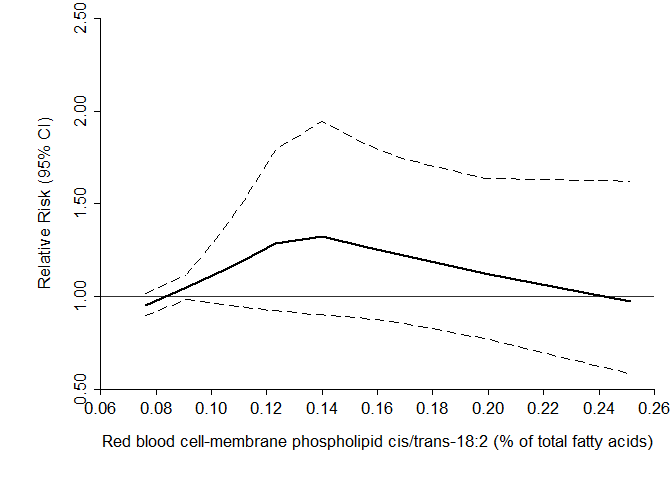 Relative Risk (95% CI)
2.50
2.00
1.50
1.00
0.50
0.06 0.08 0.10 0.12 0.14 0.16 0.18 0.20 0.22 0.24 0.26
Red blood cell-membrane phospholipid cis/trans-18:2 (% of total fatty acids)